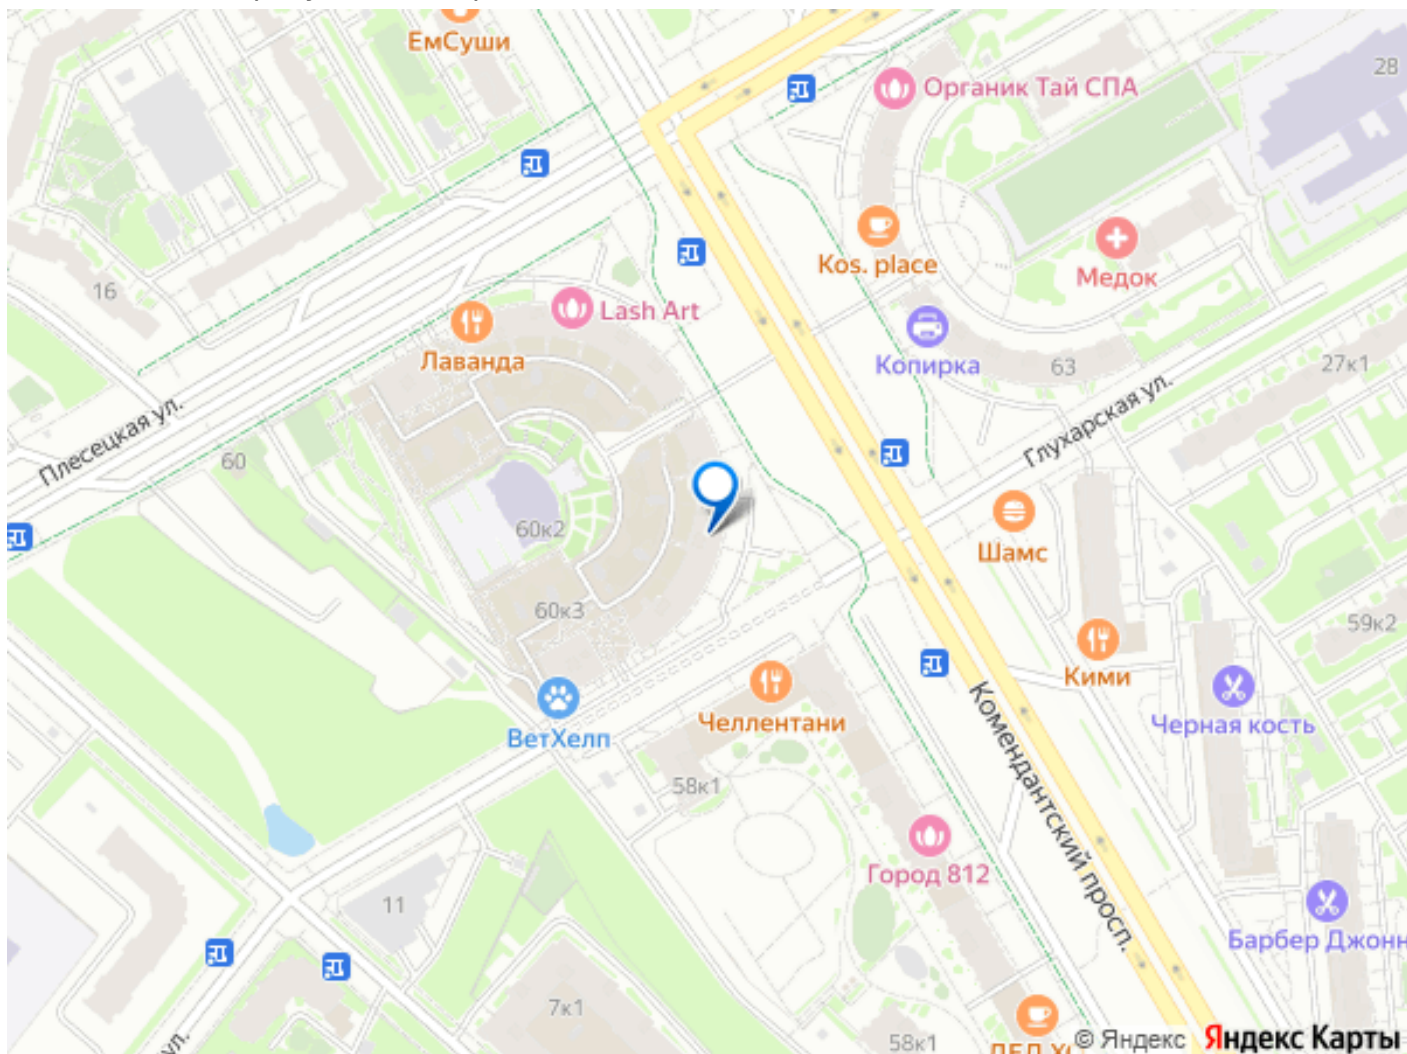 ЕмСуши
28
Органик Тай СПА
Kos. place
Медок
16
Lash Art
Лаванда
Копирка
63
27к1
Плесецкая ул.
60
Глухарская ул.
60к2
Шамс
60к3
59к2
Кими
Челлентани
Черная кость
ВетХелп
58к1
Комендантский просп.
Город 812
11
Барбер Джонн
7к1
ул.
58к1
© Яндекс Яндекс Карты